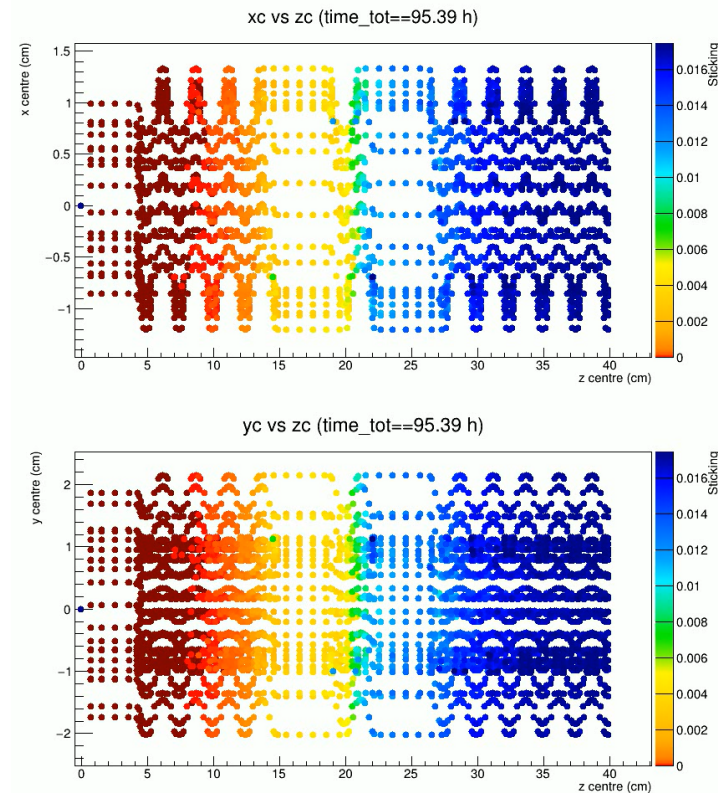 xc vs zc (time_tot==95.39 h)
x centre (cm)
1.5
1
0.5
0
−0.5
−1
0 5 10 15 20 25 30 35 40
z centre (cm)
Sticking
0.016
0.014
0.012
0.01
0.008
0.006
0.004
0.002
0
yc vs zc (time_tot==95.39 h)
y centre (cm)
2
1
0
−1
−2
0 5 10 15 20 25 30 35 40
z centre (cm)
Sticking
0.016
0.014
0.012
0.01
0.008
0.006
0.004
0.002
0